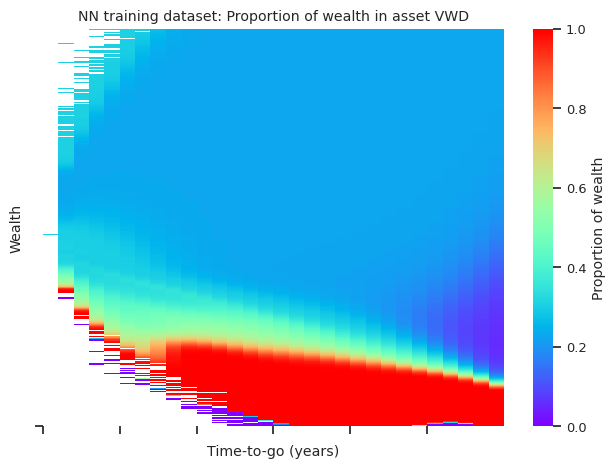 NN training dataset: Proportion of wealth in asset VWD
Wealth
Time-to-go (years)
1.0
0.8
0.6
0.4
0.2
0.0
Proportion of wealth